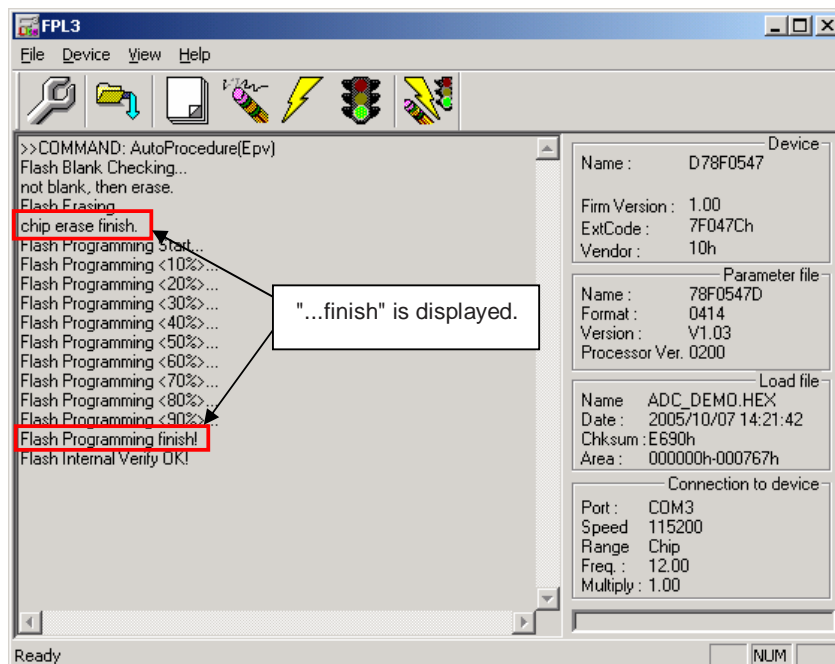 FPL3
File Device View Help
>>COMMAND: AutoProcedure(Epv)
Flash Blank Checking...
not blank, then erase.
Flash Erasing...
chip erase finish.
Flash Programming Start...
Flash Programming <10%>...
Flash Programming <20%>...
Flash Programming <30%>...
Flash Programming <40%>...
Flash Programming <50%>...
Flash Programming <60%>...
Flash Programming <70%>...
Flash Programming <80%>...
Flash Programming <90%>...
Flash Programming finish!
Flash Internal Verify OK!
"...finish" is displayed.
Device
Name : D78F0547
Firm Version : 1.00
ExtCode : 7F047Ch
Vendor : 10h
Parameter file
Name : 78F0547D
Format : 0414
Version : V1.03
Processor Ver. 0200
Load file
Name ADC_DEMO.HEX
Date : 2005/10/07 14:21:42
Chksum : E690h
Area : 000000h-000767h
Connection to device
Port : COM3
Speed 115200
Range Chip
Freq. : 12.00
Multiply : 1.00
Ready
NUM